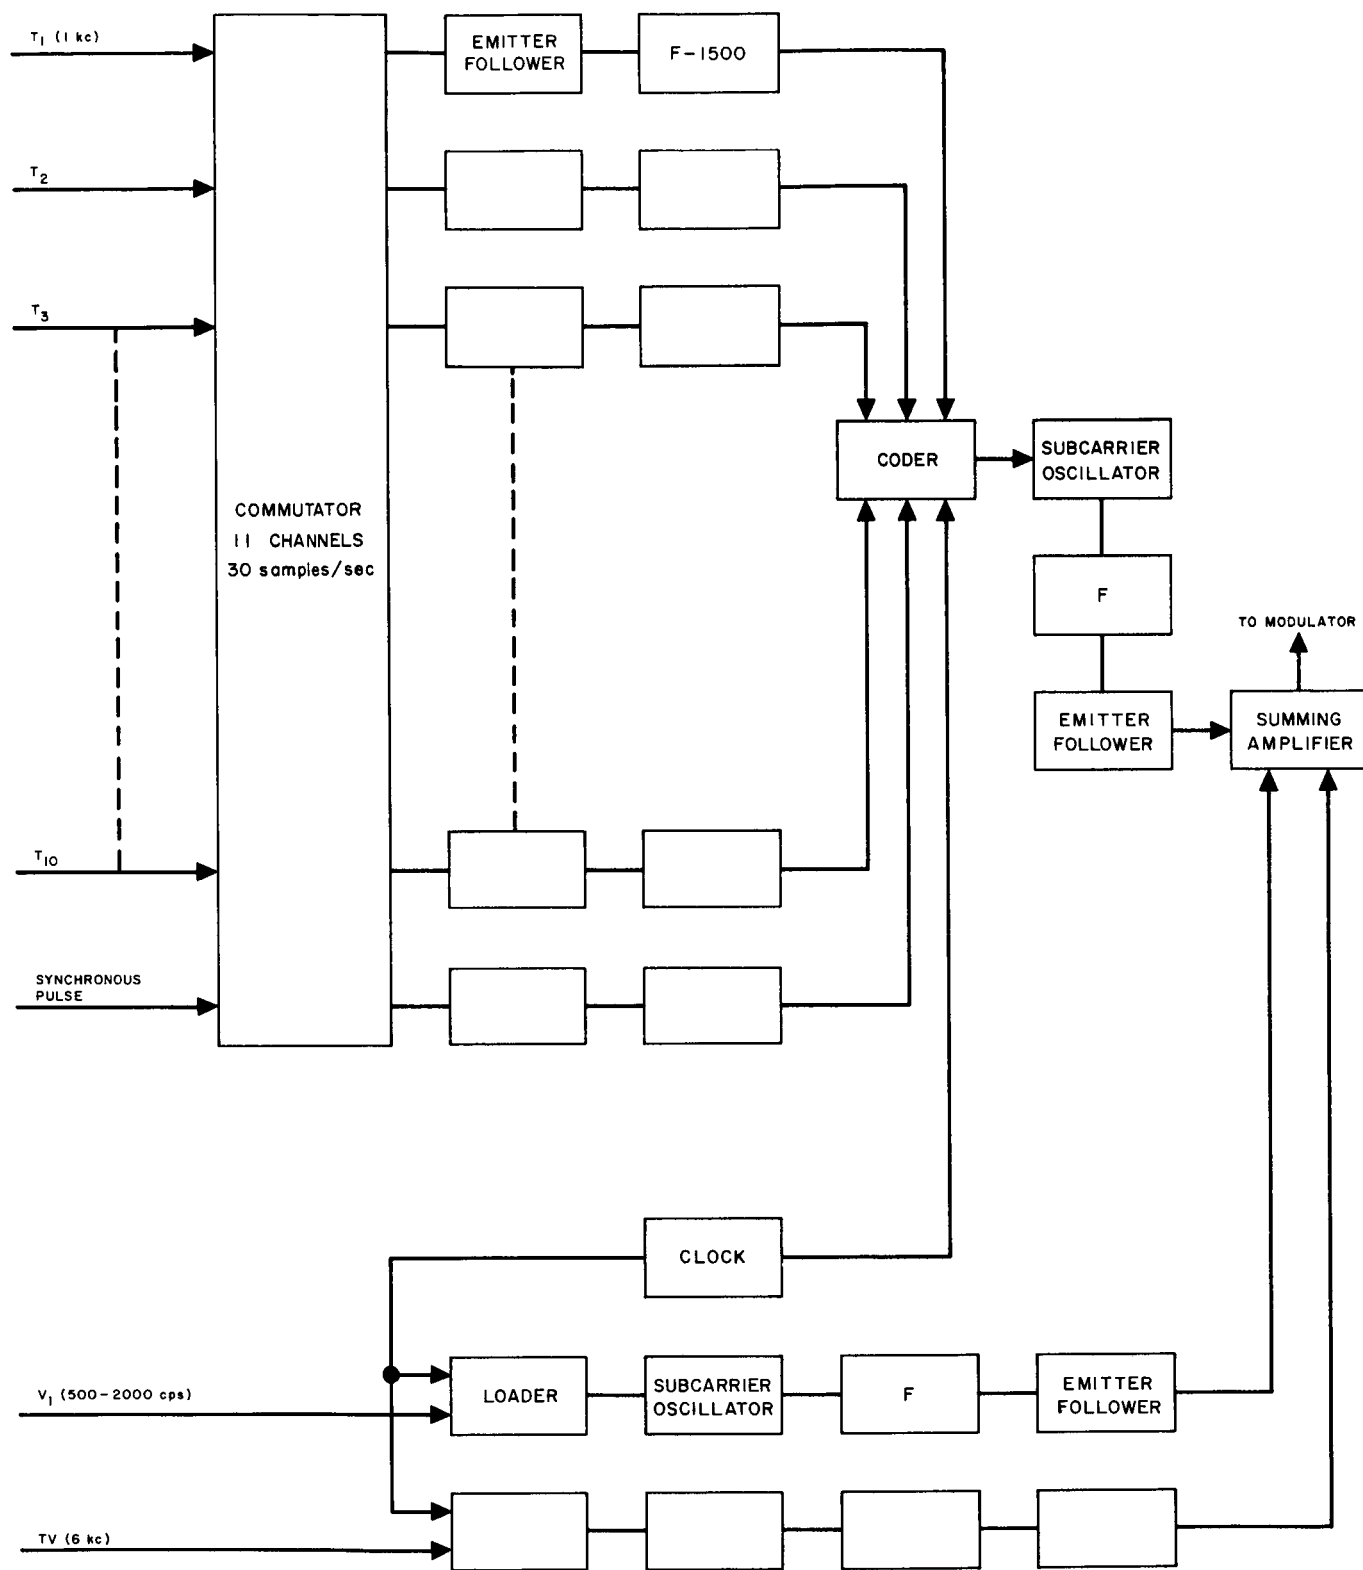 T1 (1 kc)
EMITTER
FOLLOWER
F-1500
T2
T3
COMMUTATOR
11 CHANNELS
30 samples/sec
CODER
SUBCARRIER
OSCILLATOR
F
TO MODULATOR
EMITTER
FOLLOWER
SUMMING
AMPLIFIER
T10
SYNCHRONOUS
PULSE
CLOCK
V1 (500-2000 cps)
LOADER
SUBCARRIER
OSCILLATOR
F
EMITTER
FOLLOWER
TV (6 kc)